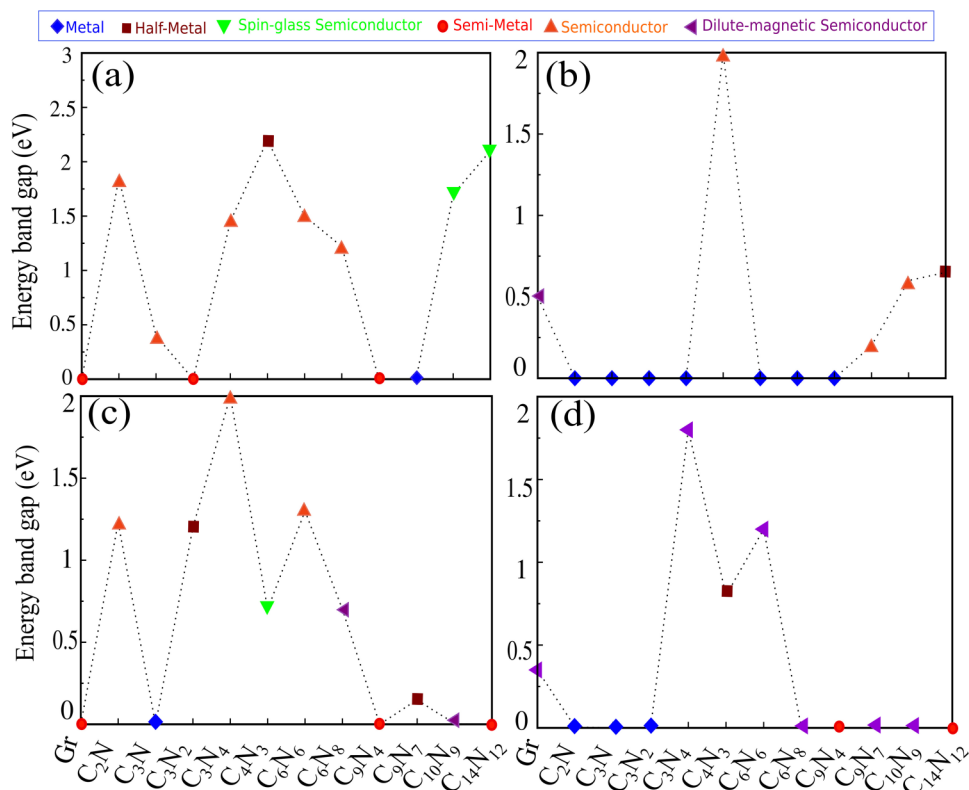 Metal Half-Metal Spin-glass Semiconductor Semi-Metal Semiconductor Dilute-magnetic Semiconductor
(a)
3
2.5
2
1.5
1
0.5
0
Energy band gap (eV)
(b)
2
1.5
1
0.5
0
(c)
2
1.5
1
0.5
0
Energy band gap (eV)
Gr C₂N C₃N C₃N₂ C₃N₄ C₄N₃ C₆N₆ C₆N₈ C₉N₄ C₉N₇ C₁₀N₉ C₁₄N₁₂
(d)
2
1.5
1
0.5
0
Gr C₂N C₃N C₃N₂ C₃N₄ C₄N₃ C₆N₆ C₆N₈ C₉N₄ C₉N₇ C₁₀N₉ C₁₄N₁₂